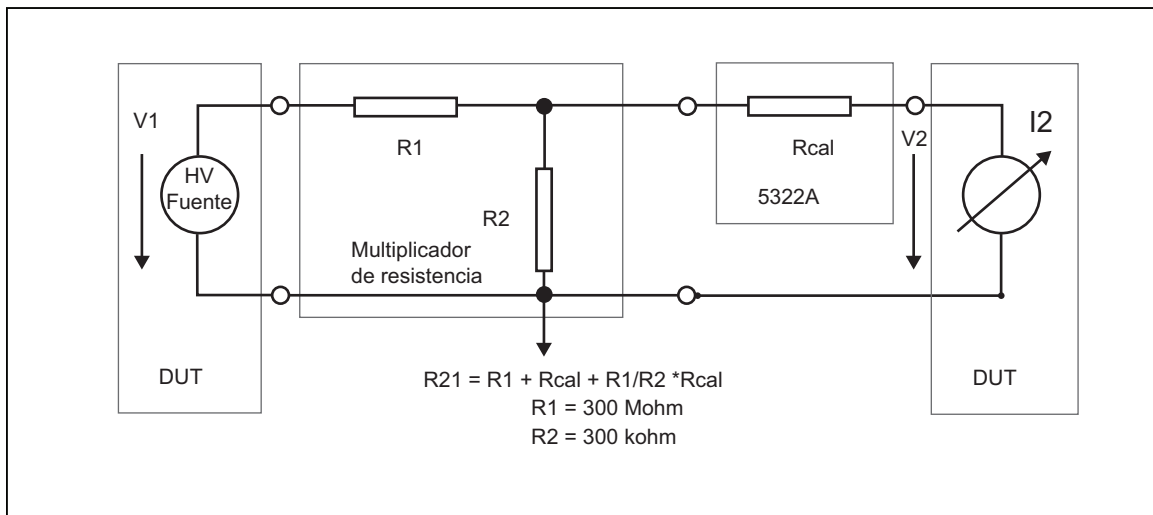 V1
HV
Fuente
DUT
R1
R2
Multiplicador
de resistencia
Rcal
5322A
V2
I2
DUT
R21 = R1 + Rcal + R1/R2 *Rcal
R1 = 300 Mohm
R2 = 300 kohm